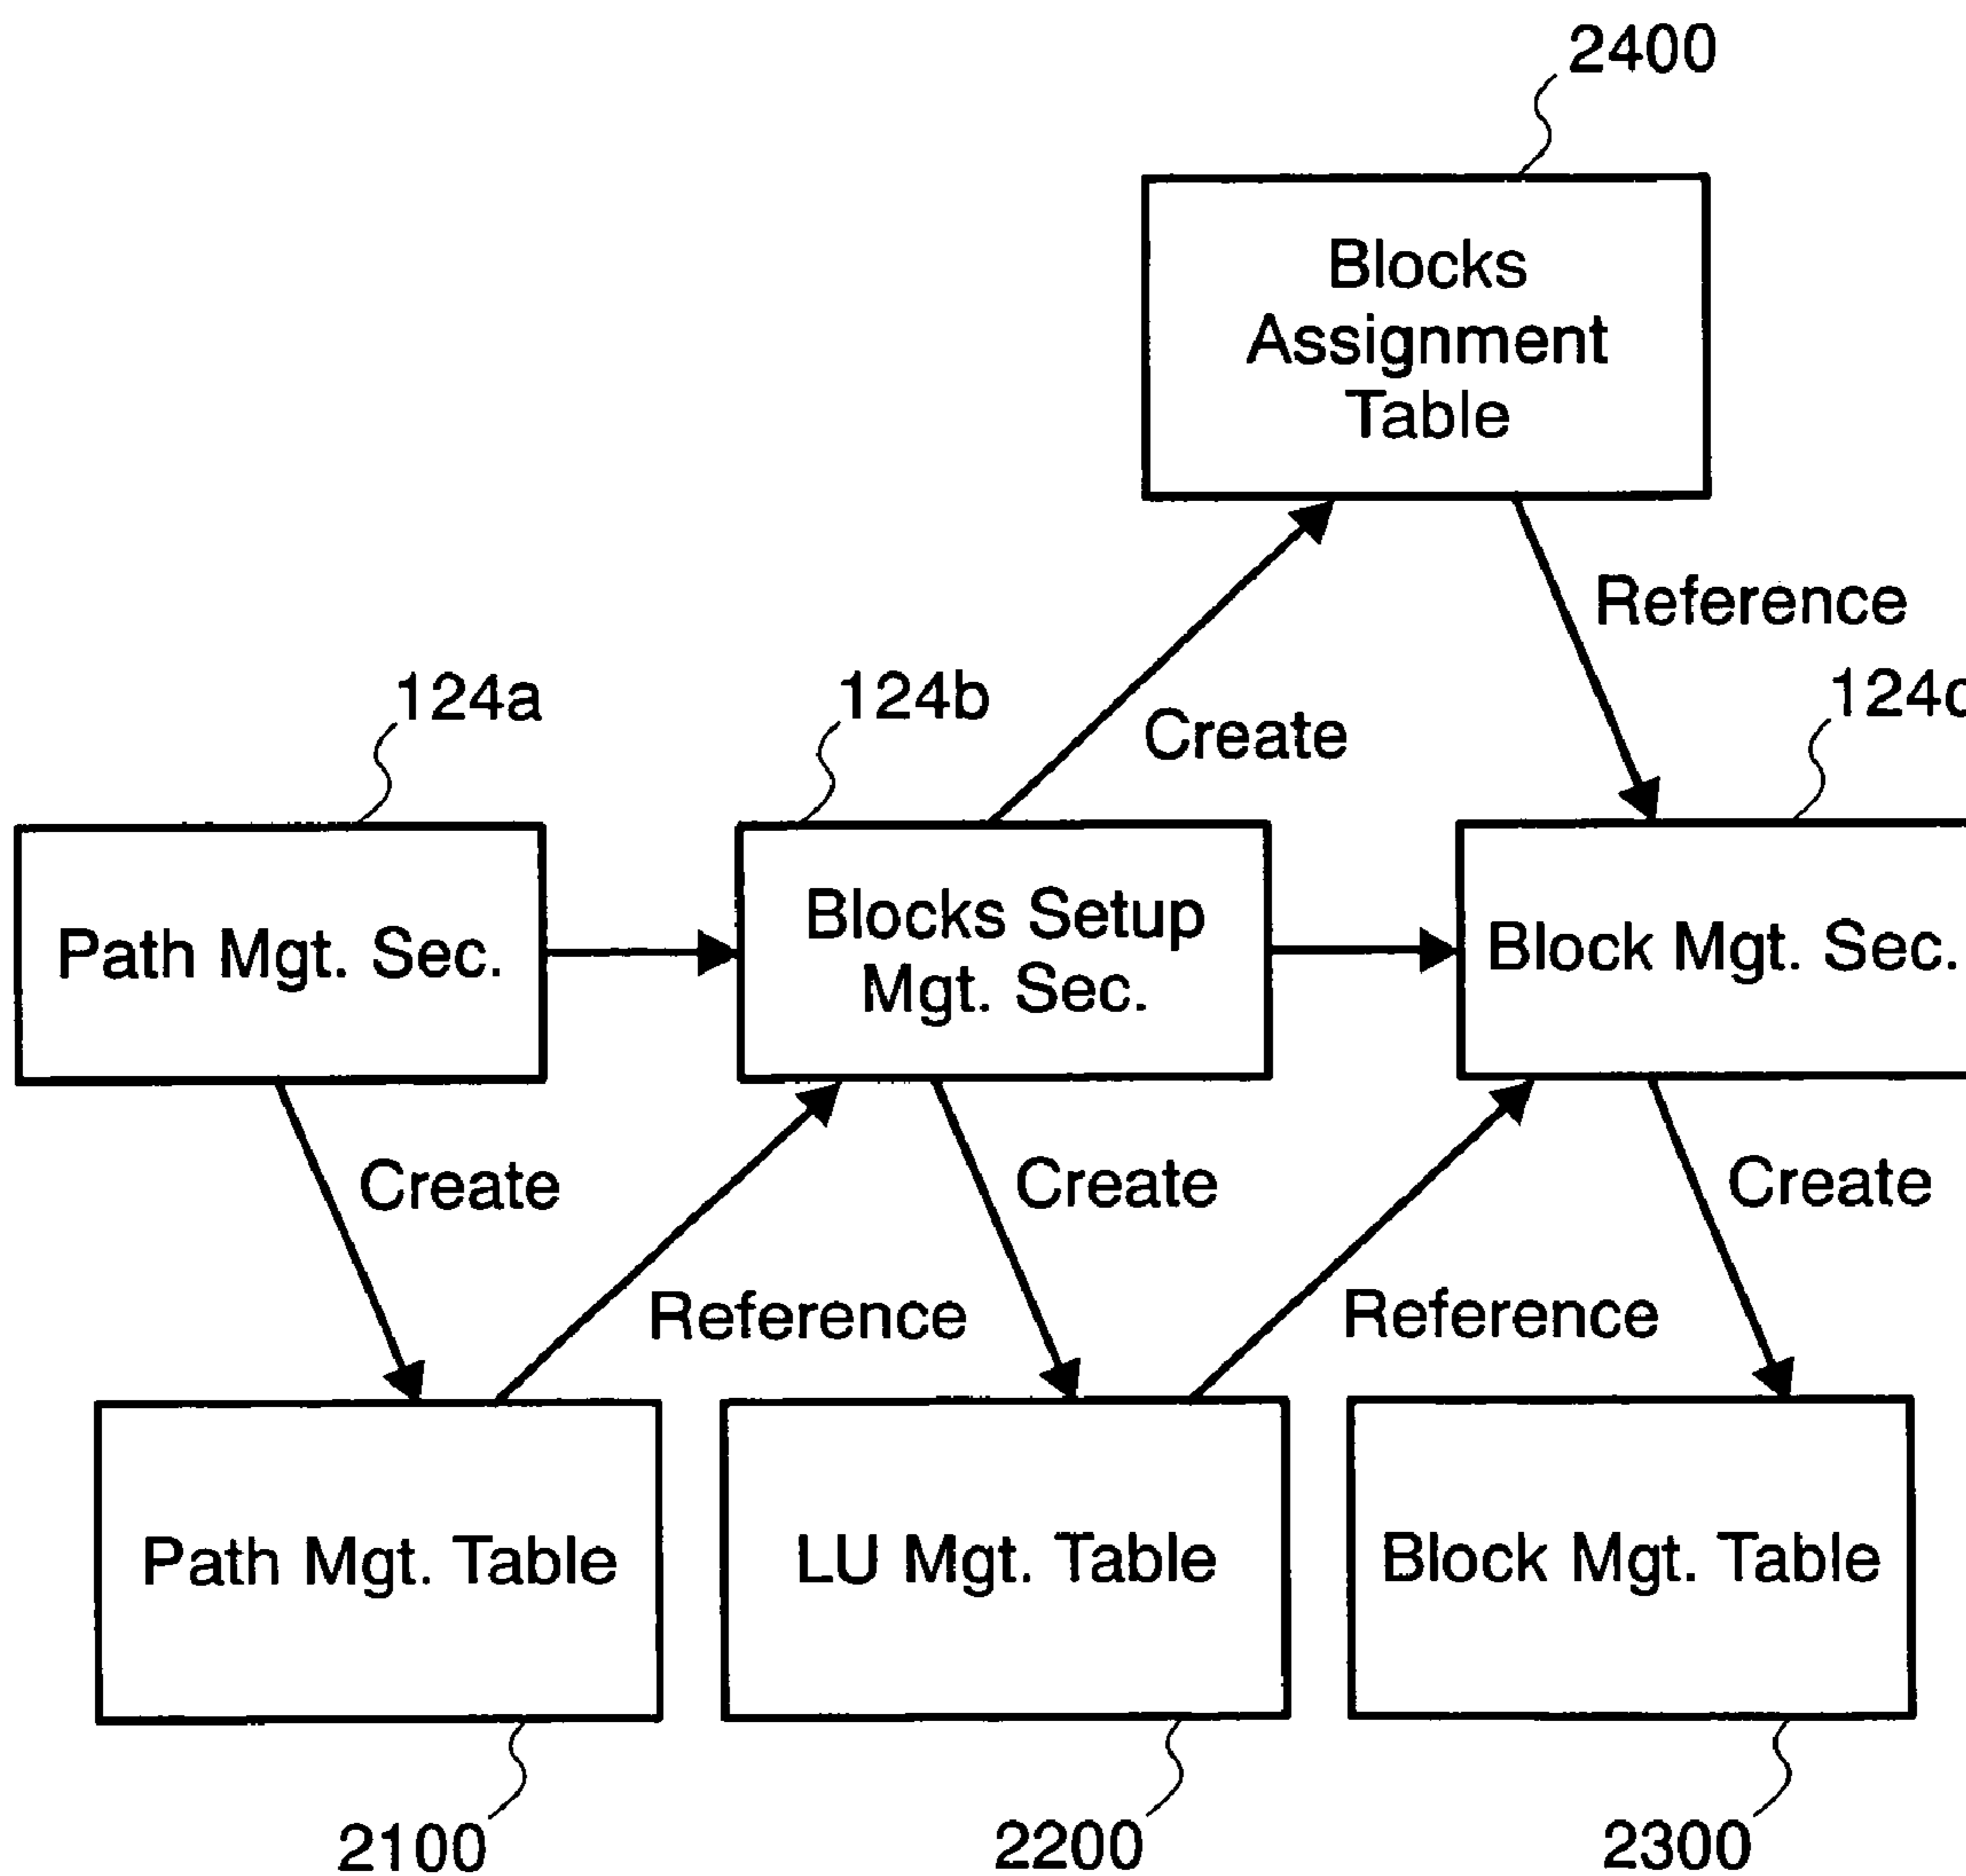 2400
Blocks
Assignment
Table
Reference
124a
124b
Create
Path Mgt. Sec.
Blocks Setup
Mgt. Sec.
Block Mgt. Sec.
Create
Create
Create
Reference
Reference
Path Mgt. Table
LU Mgt. Table
Block Mgt. Table
2100
2200
2300